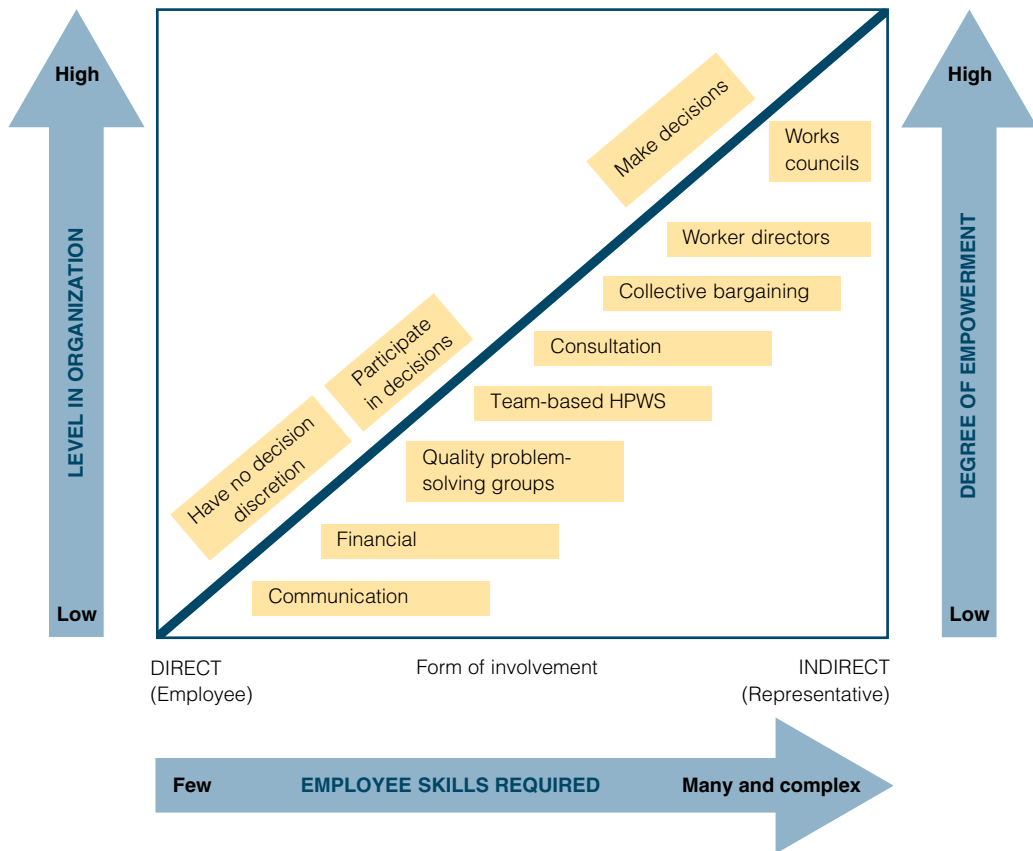 High
High
Make decisions
Works
councils
LEVEL IN ORGANIZATION
DEGREE OF EMPOWERMENT
Worker directors
Collective bargaining
Participate
in decisions
Consultation
Team-based HPWS
Have no decision
discretion
Quality problem-
solving groups
Financial
Communication
Low
Low
DIRECT
(Employee)
Form of involvement
INDIRECT
(Representative)
Few
EMPLOYEE SKILLS REQUIRED
Many and complex